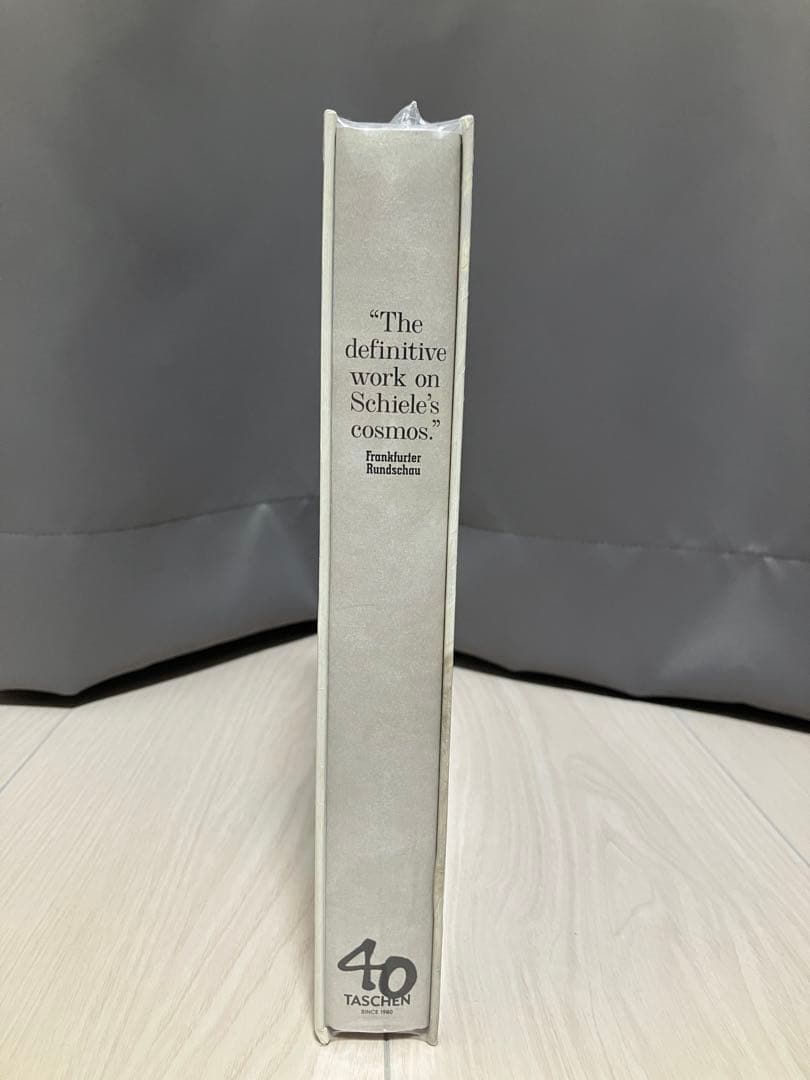 “The
definitive
work on
Schiele’s
cosmos.”
Frankfurter
Rundschau
40
TASCHEN
SINCE 1980